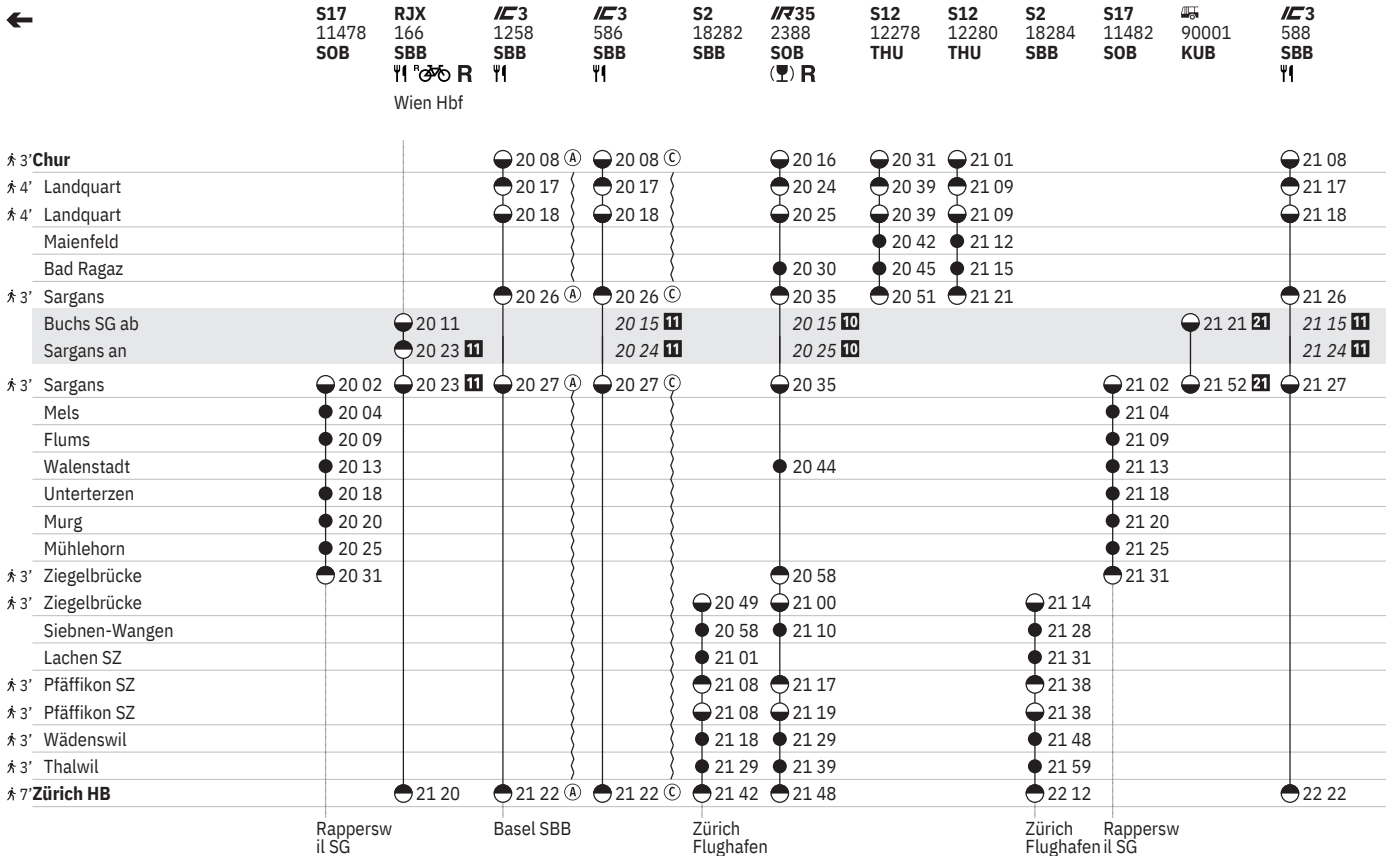 S17 RJX IC3 IC3 S2 IR35 S12 S12 S2 S17 IC3
11478 166 1258 586 18282 2388 12278 12280 18284 11482 90001 588
SOB SBB SBB SBB SBB SOB THU THU SBB SOB KUB SBB
R R R
Wien Hbf
3' Chur 20 08 A 20 08 C 20 16 20 31 21 01 21 08
4' Landquart 20 17 20 17 20 24 20 39 21 09 21 17
4' Landquart 20 18 20 18 20 25 20 39 21 09 21 18
Maienfeld 20 42 21 12
Bad Ragaz 20 30 20 45 21 15
3' Sargans 20 26 A 20 26 C 20 35 20 51 21 21 21 26
Buchs SG ab 20 11 20 15 11 20 15 10 21 21 21 21 15 11
Sargans an 20 23 11 20 24 11 20 25 10 21 24 11
3' Sargans 20 02 20 23 11 20 27 A 20 27 C 20 35 21 02 21 52 21 21 27
Mels 20 04 21 04
Flums 20 09 21 09
Walenstadt 20 13 20 44 21 13
Unterterzen 20 18 21 18
Murg 20 20 21 20
Mühlehorn 20 25 21 25
3' Ziegelbrücke 20 31 20 58 21 31
3' Ziegelbrücke 20 49 21 00 21 14
Siebnen-Wangen 20 58 21 10 21 28
Lachen SZ 21 01 21 31
3' Pfäffikon SZ 21 08 21 17 21 38
3' Pfäffikon SZ 21 08 21 19 21 38
3' Wädenswil 21 18 21 29 21 48
3' Thalwil 21 29 21 39 21 59
7' Zürich HB 21 20 21 22 A 21 22 C 21 42 21 48 22 12 22 22
Rappersw Basel SBB Zürich Zürich Rappersw
il SG Flughafen Flughafen il SG